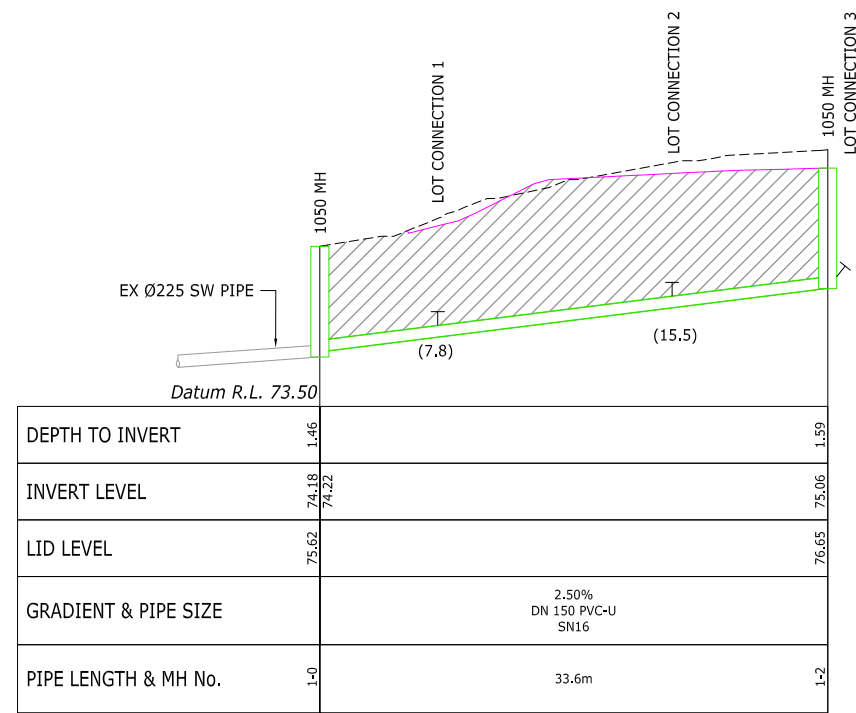 LOT CONNECTION 1
LOT CONNECTION 2
1050 MH
LOT CONNECTION 3
1050 MH
EX Ø225 SW PIPE
(7.8)
(15.5)
Datum R.L. 73.50
DEPTH TO INVERT
1.46
1.59
INVERT LEVEL
74.18
74.22
75.06
LID LEVEL
75.62
76.65
GRADIENT & PIPE SIZE
2.50%
DN 150 PVC-U
SN16
PIPE LENGTH & MH No.
1-0
33.6m
1-2